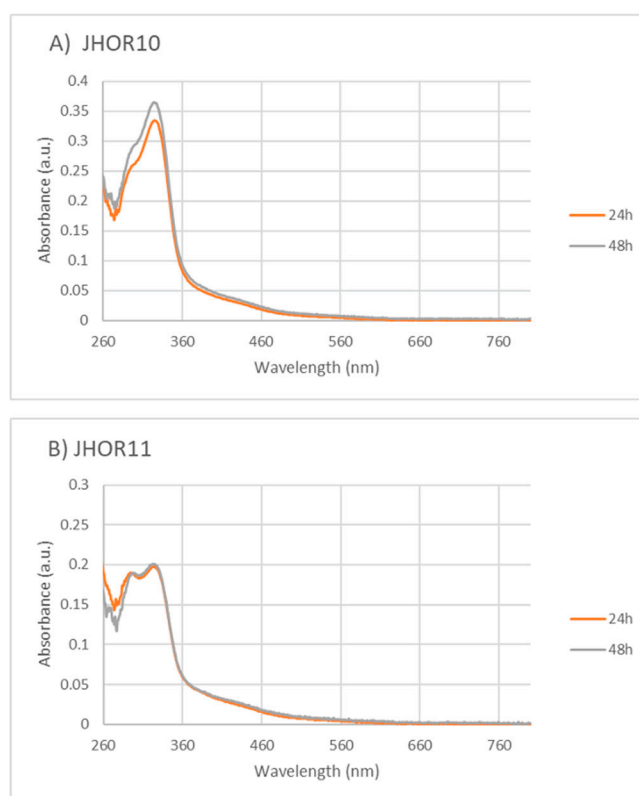 A) JHOR10
0.4
0.35
0.3
0.25
0.2
0.15
0.1
0.05
0
Absorbance (a.u.)
260 360 460 560 660 760
Wavelength (nm)
24h
48h
B) JHOR11
0.3
0.25
0.2
0.15
0.1
0.05
0
Absorbance (a.u.)
260 360 460 560 660 760
Wavelength (nm)
24h
48h